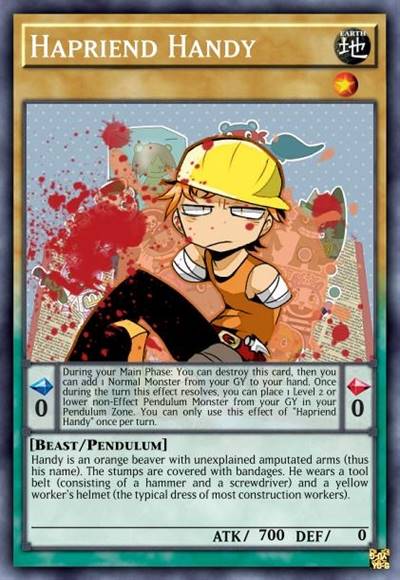 Hapriend Handy
EARTH
地
During your Main Phase: You can destroy this card, then you
can add 1 Normal Monster from your GY to your hand. Once
during the turn this effect resolves, you can place 1 Level 2 or
lower non-Effect Pendulum Monster from your GY in your
Pendulum Zone. You can only use this effect of "Hapriend
Handy" once per turn.
0
0
[Beast/Pendulum]
Handy is an orange beaver with unexplained amputated arms (thus
his name). The stumps are covered with bandages. He wears a tool
belt (consisting of a hammer and a screwdriver) and a yellow
worker's helmet (the typical dress of most construction workers).
ATK/ 700 DEF/ 0